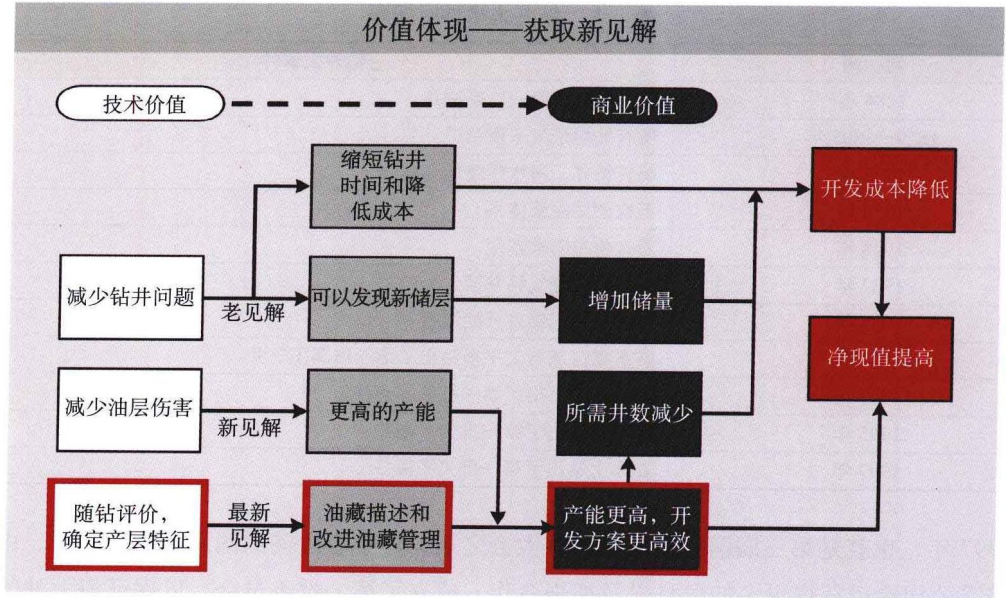 价值体现——获取新见解
技术价值
商业价值
缩短钻井
时间和降
低成本
开发成本降低
减少钻井问题
老见解
可以发现新储层
增加储量
净现值提高
减少油层伤害
新见解
更高的产能
所需井数减少
随钻评价，
确定产层特征
最新
见解
油藏描述和
改进油藏管理
产能更高，开
发方案更高效